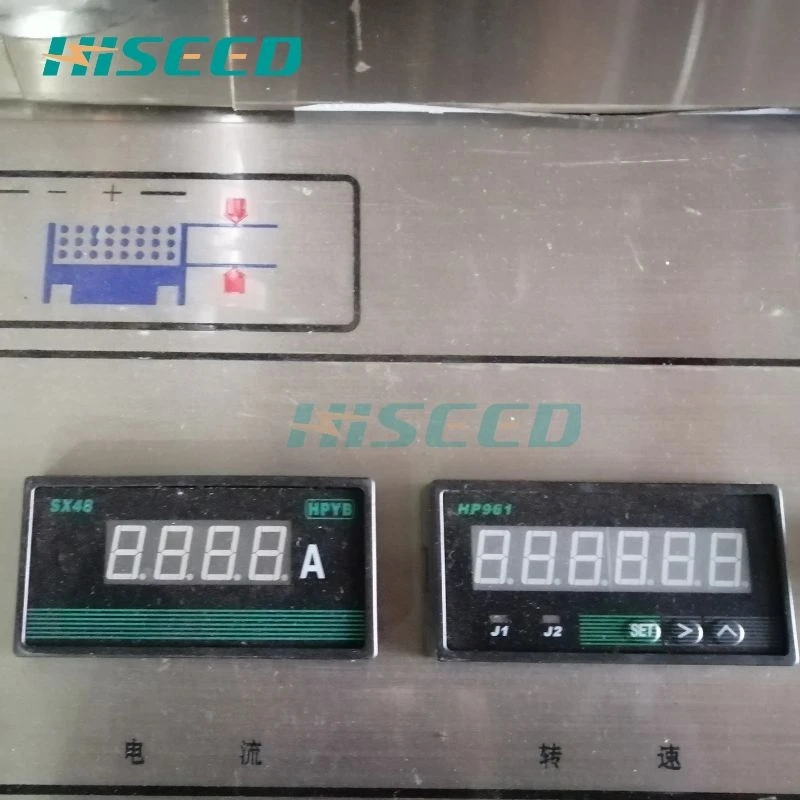 HISEED
- +
HISEED
SX48
HPYB
A
HP961
J1 J2 SET > ^
电 流
转 速